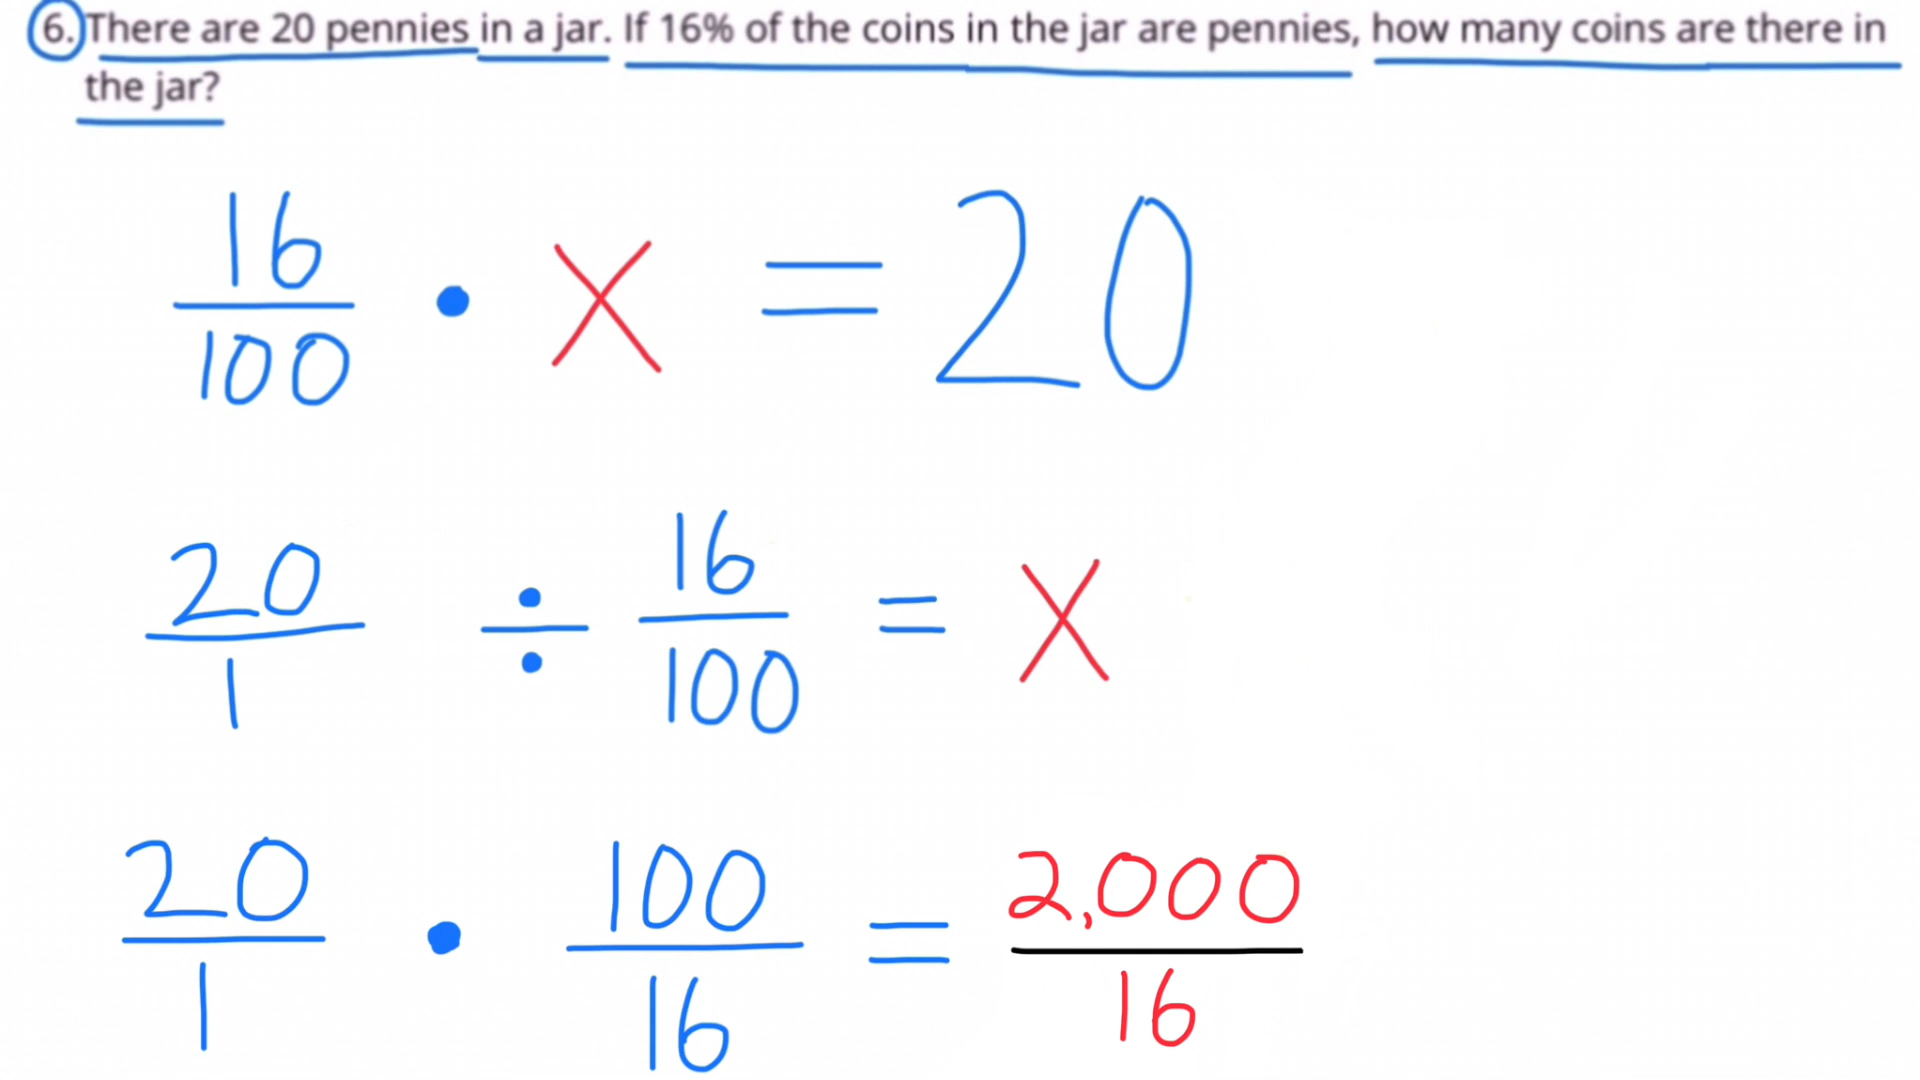 6. There are 20 pennies in a jar. If 16% of the coins in the jar are pennies, how many coins are there in
the jar?
16/100 • X = 20
20/1 ÷ 16/100 = X
20/1 • 100/16 = 2,000/16